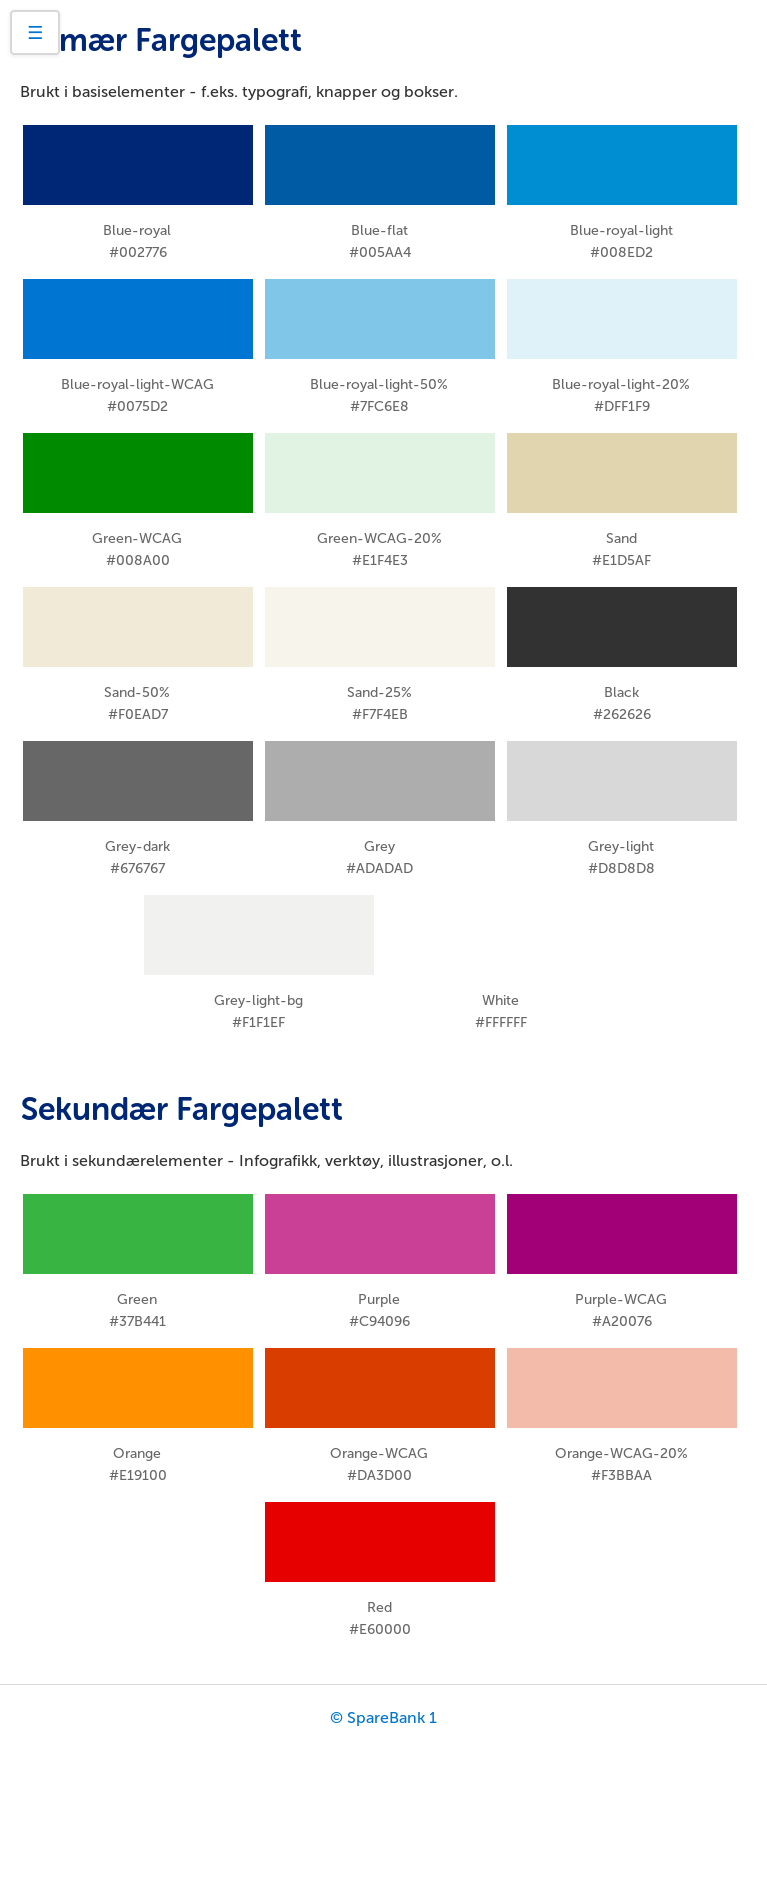 mær Fargepalett
Brukt i basiselementer - f.eks. typografi, knapper og bokser.
Blue-royal
#002776
Blue-flat
#005AA4
Blue-royal-light
#008ED2
Blue-royal-light-WCAG
#0075D2
Blue-royal-light-50%
#7FC6E8
Blue-royal-light-20%
#DFF1F9
Green-WCAG
#008A00
Green-WCAG-20%
#E1F4E3
Sand
#E1D5AF
Sand-50%
#F0EAD7
Sand-25%
#F7F4EB
Black
#262626
Grey-dark
#676767
Grey
#ADADAD
Grey-light
#D8D8D8
Grey-light-bg
#F1F1EF
White
#FFFFFF
Sekundær Fargepalett
Brukt i sekundærelementer - Infografikk, verktøy, illustrasjoner, o.l.
Green
#37B441
Purple
#C94096
Purple-WCAG
#A20076
Orange
#E19100
Orange-WCAG
#DA3D00
Orange-WCAG-20%
#F3BBAA
Red
#E60000
© SpareBank 1